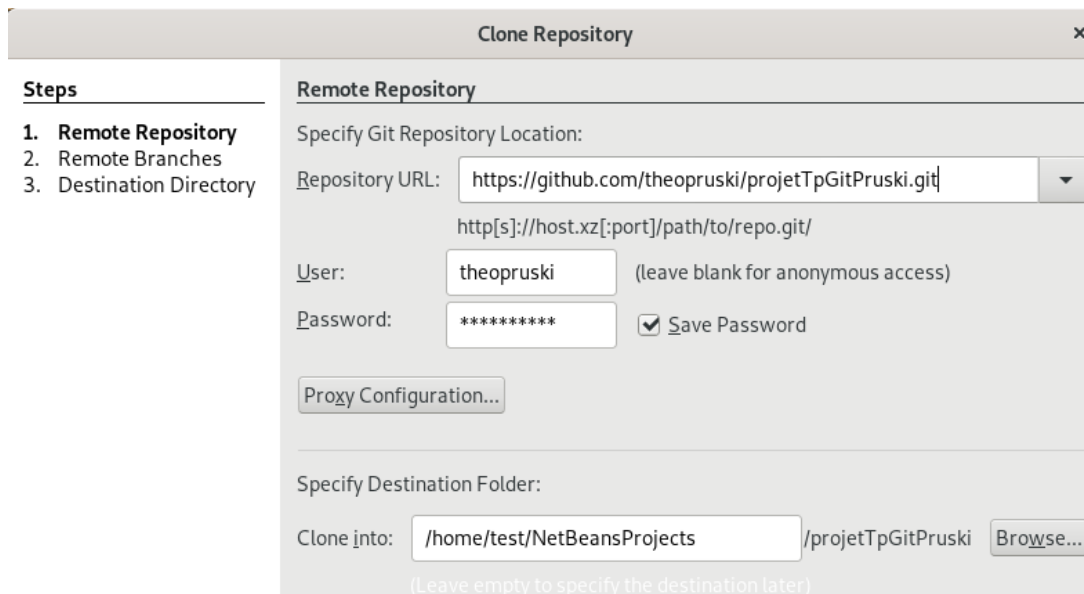 Clone Repository
×
Steps
1. Remote Repository
2. Remote Branches
3. Destination Directory
Remote Repository
Specify Git Repository Location:
Repository URL: https://github.com/theopruski/projetTpGitPruski.git
http[s]://host.xz[:port]/path/to/repo.git/
User: theopruski (leave blank for anonymous access)
Password: ********** Save Password
Proxy Configuration...
Specify Destination Folder:
Clone into: /home/test/NetBeansProjects /projetTpGitPruski Browse...
(Leave empty to specify the destination later)